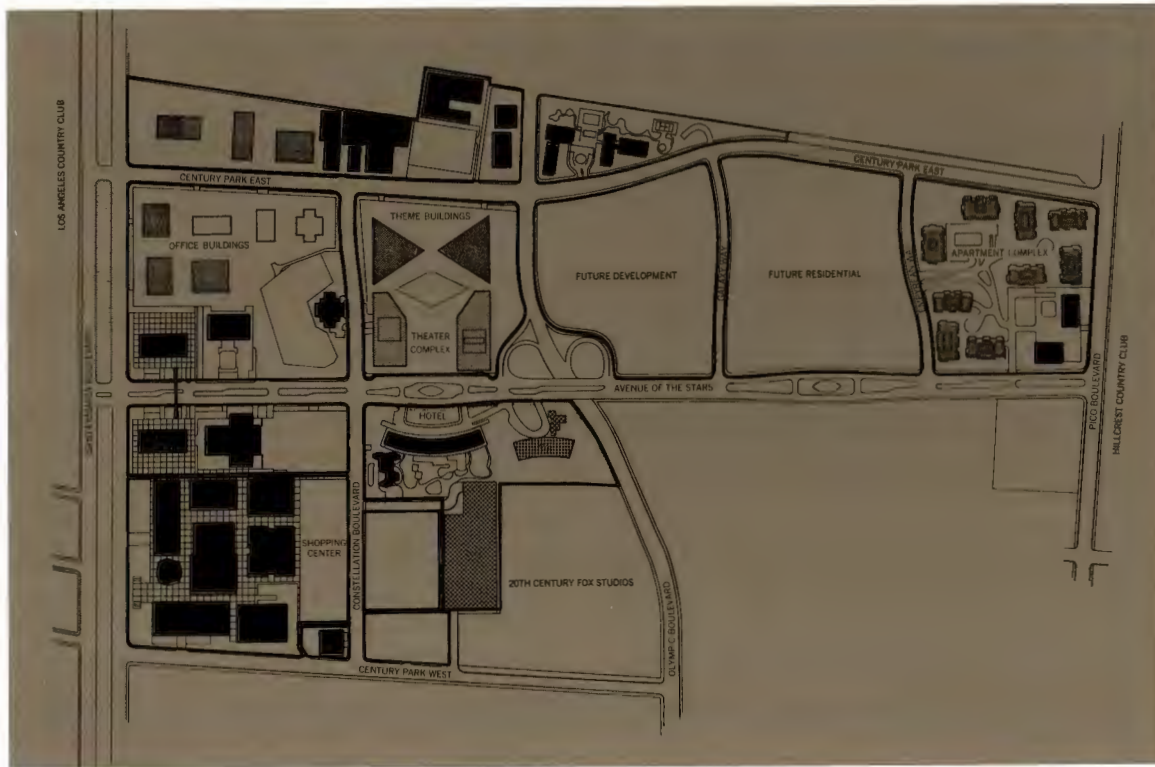 LOS ANGELES COUNTRY CLUB
CENTURY PARK EAST
CENTURY PARK EAST
OFFICE BUILDINGS
THEME BUILDINGS
THEATER
COMPLEX
FUTURE DEVELOPMENT
GALAXY WAY
FUTURE RESIDENTIAL
APARTMENT COMPLEX
AVENUE OF THE STARS
PICO BOULEVARD
HILLCREST COUNTRY CLUB
HOTEL
SHOPPING
CENTER
CONSTELLATION BOULEVARD
20TH CENTURY FOX STUDIOS
OLYMPIC BOULEVARD
CENTURY PARK WEST